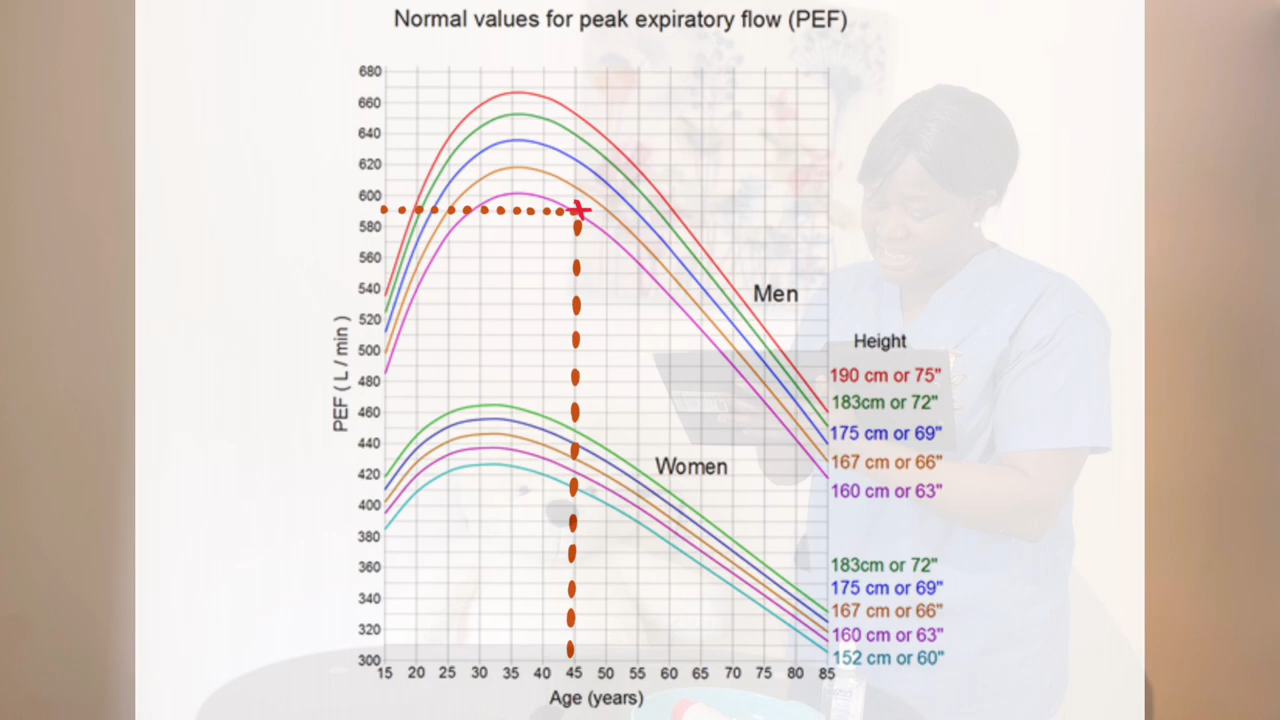 Normal values for peak expiratory flow (PEF)
680
660
640
620
600
580
560
540
520
500
480
460
440
420
400
380
360
340
320
300
PEF ( L / min )
Men
Women
Height
190 cm or 75"
183cm or 72"
175 cm or 69"
167 cm or 66"
160 cm or 63"
183cm or 72"
175 cm or 69"
167 cm or 66"
160 cm or 63"
152 cm or 60"
15 20 25 30 35 40 45 50 55 60 65 70 75 80 85
Age (years)